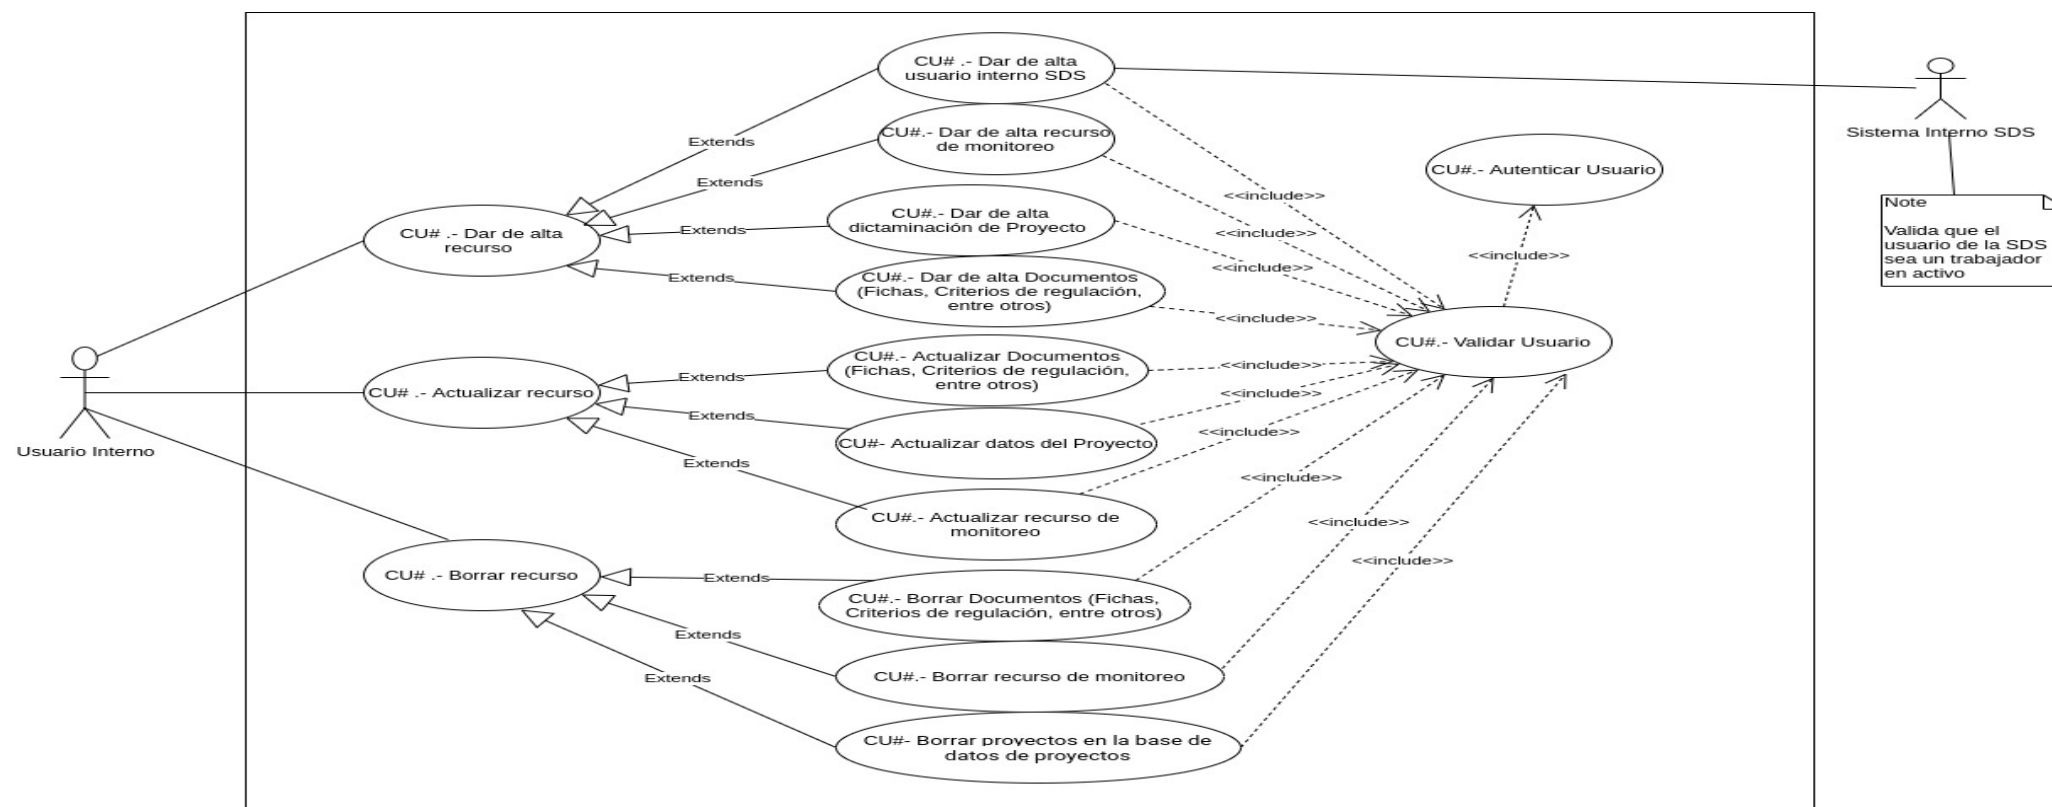 CU# .- Dar de alta
usuario interno SDS
Extends
CU#.- Dar de alta recurso
de monitoreo
Sistema Interno SDS
CU#.- Autenticar Usuario
Extends
<<include>>
Note
Valida que el
usuario de la SDS
sea un trabajador
en activo
CU# .- Dar de alta
recurso
Extends
CU#.- Dar de alta
dictaminación de Proyecto
<<include>>
<<include>>
<<include>>
Extends
CU#.- Dar de alta Documentos
(Fichas, Criterios de regulación,
entre otros)
<<include>>
CU#.- Validar Usuario
Usuario Interno
CU# .- Actualizar recurso
Extends
CU#.- Actualizar Documentos
(Fichas, Criterios de regulación,
entre otros)
<<include>>
<<include>>
Extends
CU#- Actualizar datos del Proyecto
<<include>>
Extends
CU#.- Actualizar recurso de
monitoreo
<<include>>
<<include>>
<<include>>
CU# .- Borrar recurso
Extends
CU#.- Borrar Documentos (Fichas,
Criterios de regulación, entre otros)
Extends
CU#.- Borrar recurso de monitoreo
Extends
CU#- Borrar proyectos en la base de
datos de proyectos